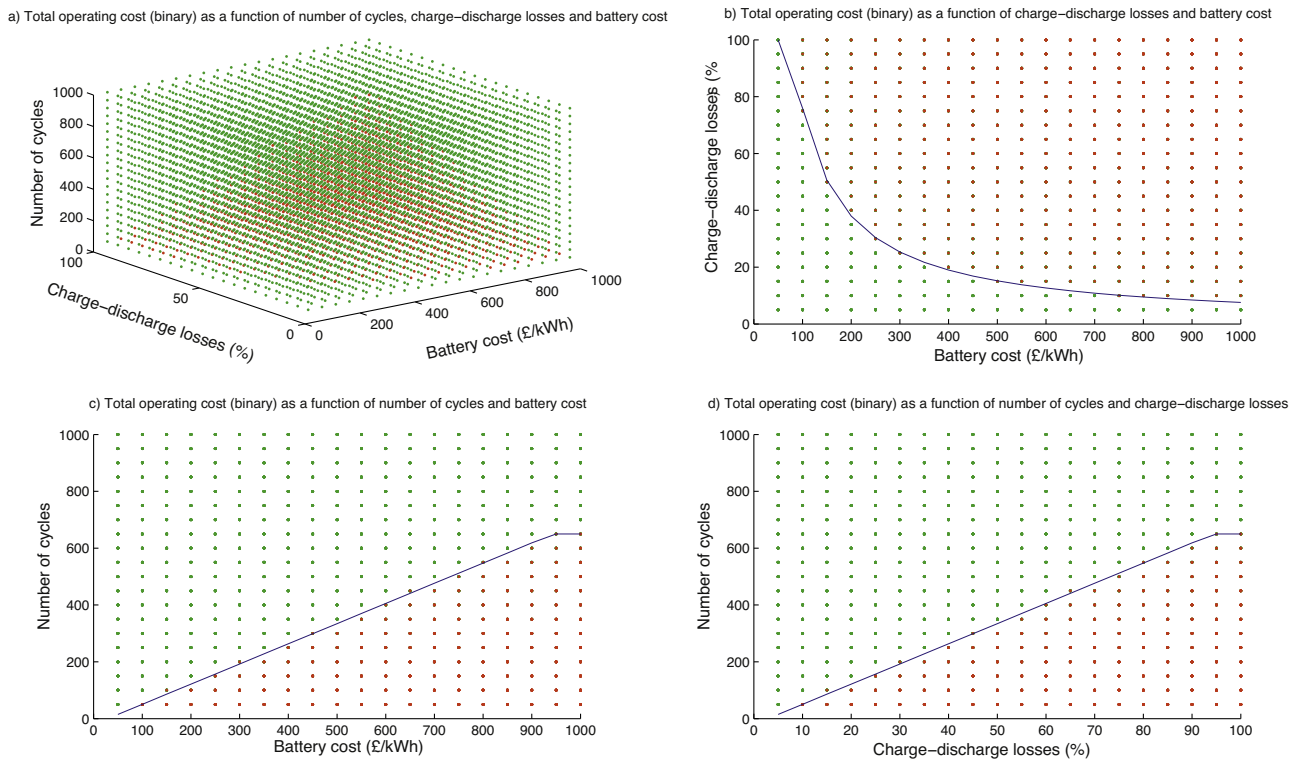 a) Total operating cost (binary) as a function of number of cycles, charge−discharge losses and battery cost
1000
800
600
400
200
0
Number of cycles
100
50
0
Charge−discharge losses (%)
0
200
400
600
800
1000
Battery cost (£/kWh)
b) Total operating cost (binary) as a function of charge−discharge losses and battery cost
100
80
60
40
20
0
Charge−discharge losses (%
0 100 200 300 400 500 600 700 800 900 1000
Battery cost (£/kWh)
c) Total operating cost (binary) as a function of number of cycles and battery cost
1000
800
600
400
200
0
Number of cycles
0 100 200 300 400 500 600 700 800 900 1000
Battery cost (£/kWh)
d) Total operating cost (binary) as a function of number of cycles and charge−discharge losses
1000
800
600
400
200
0
Number of cycles
0 10 20 30 40 50 60 70 80 90 100
Charge−discharge losses (%)